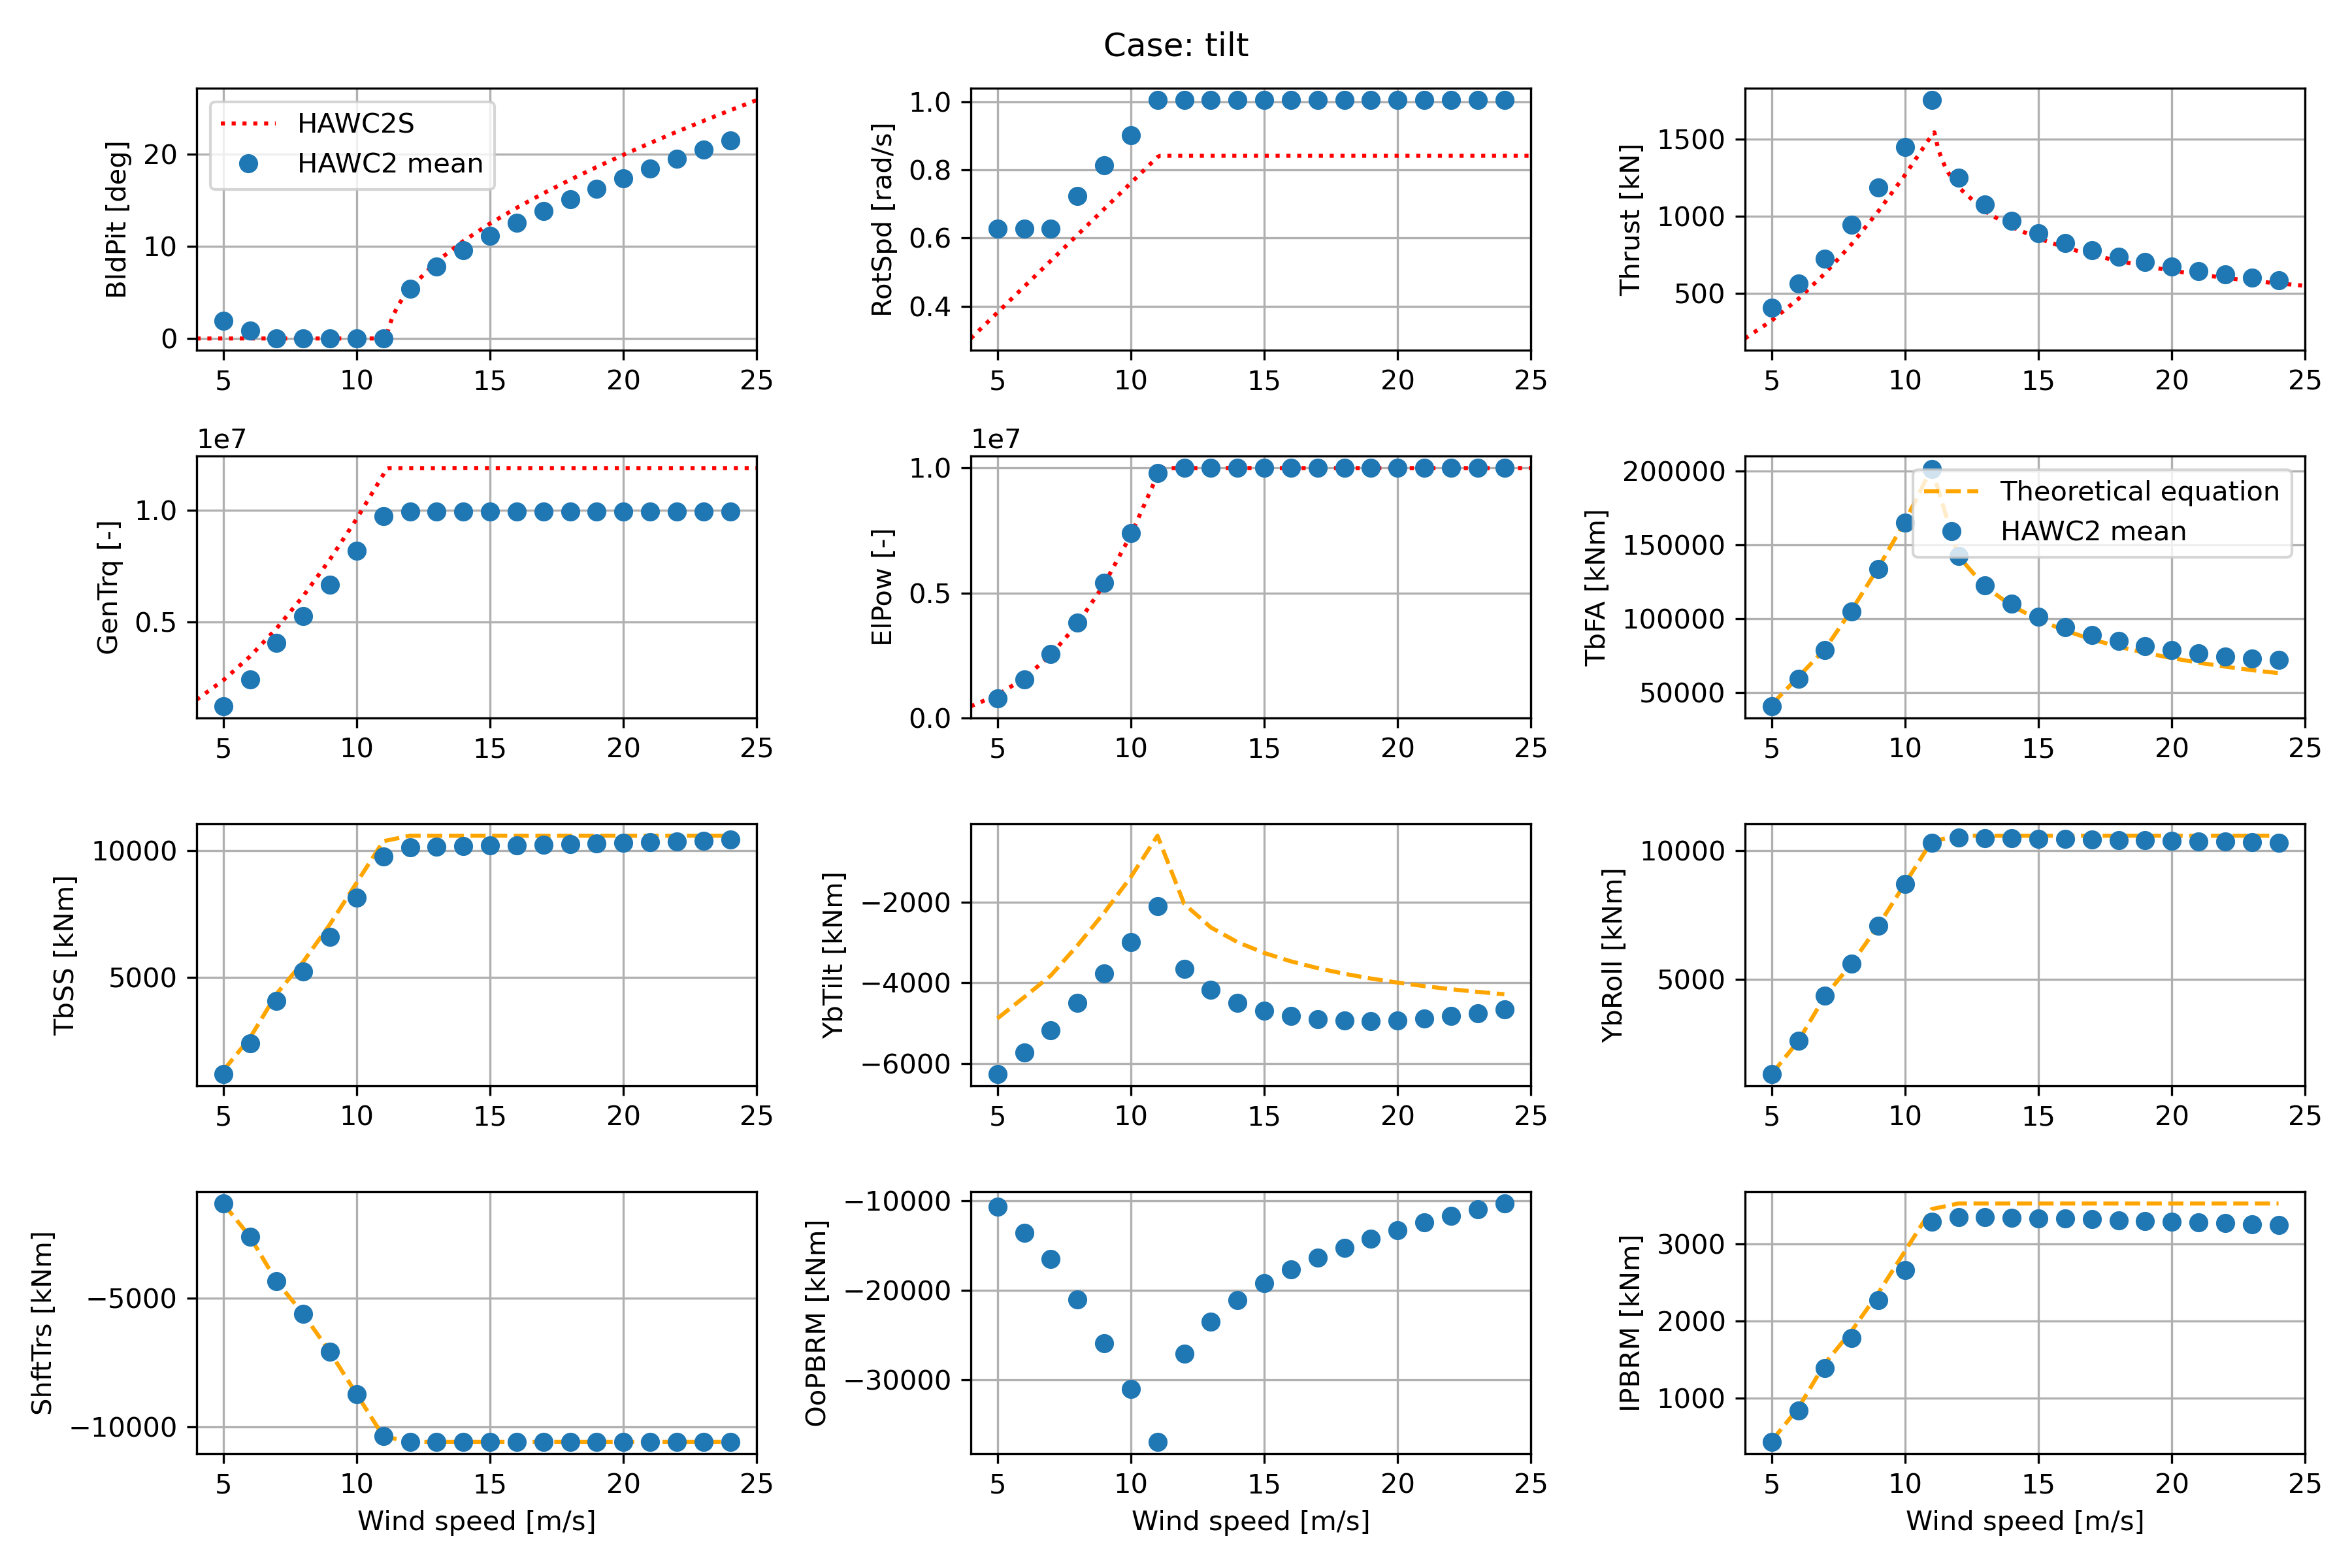 Case: tilt
HAWC2S
HAWC2 mean
BldPit [deg]
20
10
0
5 10 15 20 25
RotSpd [rad/s]
1.0
0.8
0.6
0.4
5 10 15 20 25
Thrust [kN]
1500
1000
500
5 10 15 20 25
1e7
GenTrq [-]
1.0
0.5
5 10 15 20 25
1e7
ElPow [-]
1.0
0.5
0.0
5 10 15 20 25
Theoretical equation
HAWC2 mean
TbFA [kNm]
200000
150000
100000
50000
5 10 15 20 25
TbSS [kNm]
10000
5000
5 10 15 20 25
YbTilt [kNm]
−2000
−4000
−6000
5 10 15 20 25
YbRoll [kNm]
10000
5000
5 10 15 20 25
ShftTrs [kNm]
−5000
−10000
5 10 15 20 25
Wind speed [m/s]
OoPBRM [kNm]
−10000
−20000
−30000
5 10 15 20 25
Wind speed [m/s]
IPBRM [kNm]
3000
2000
1000
5 10 15 20 25
Wind speed [m/s]